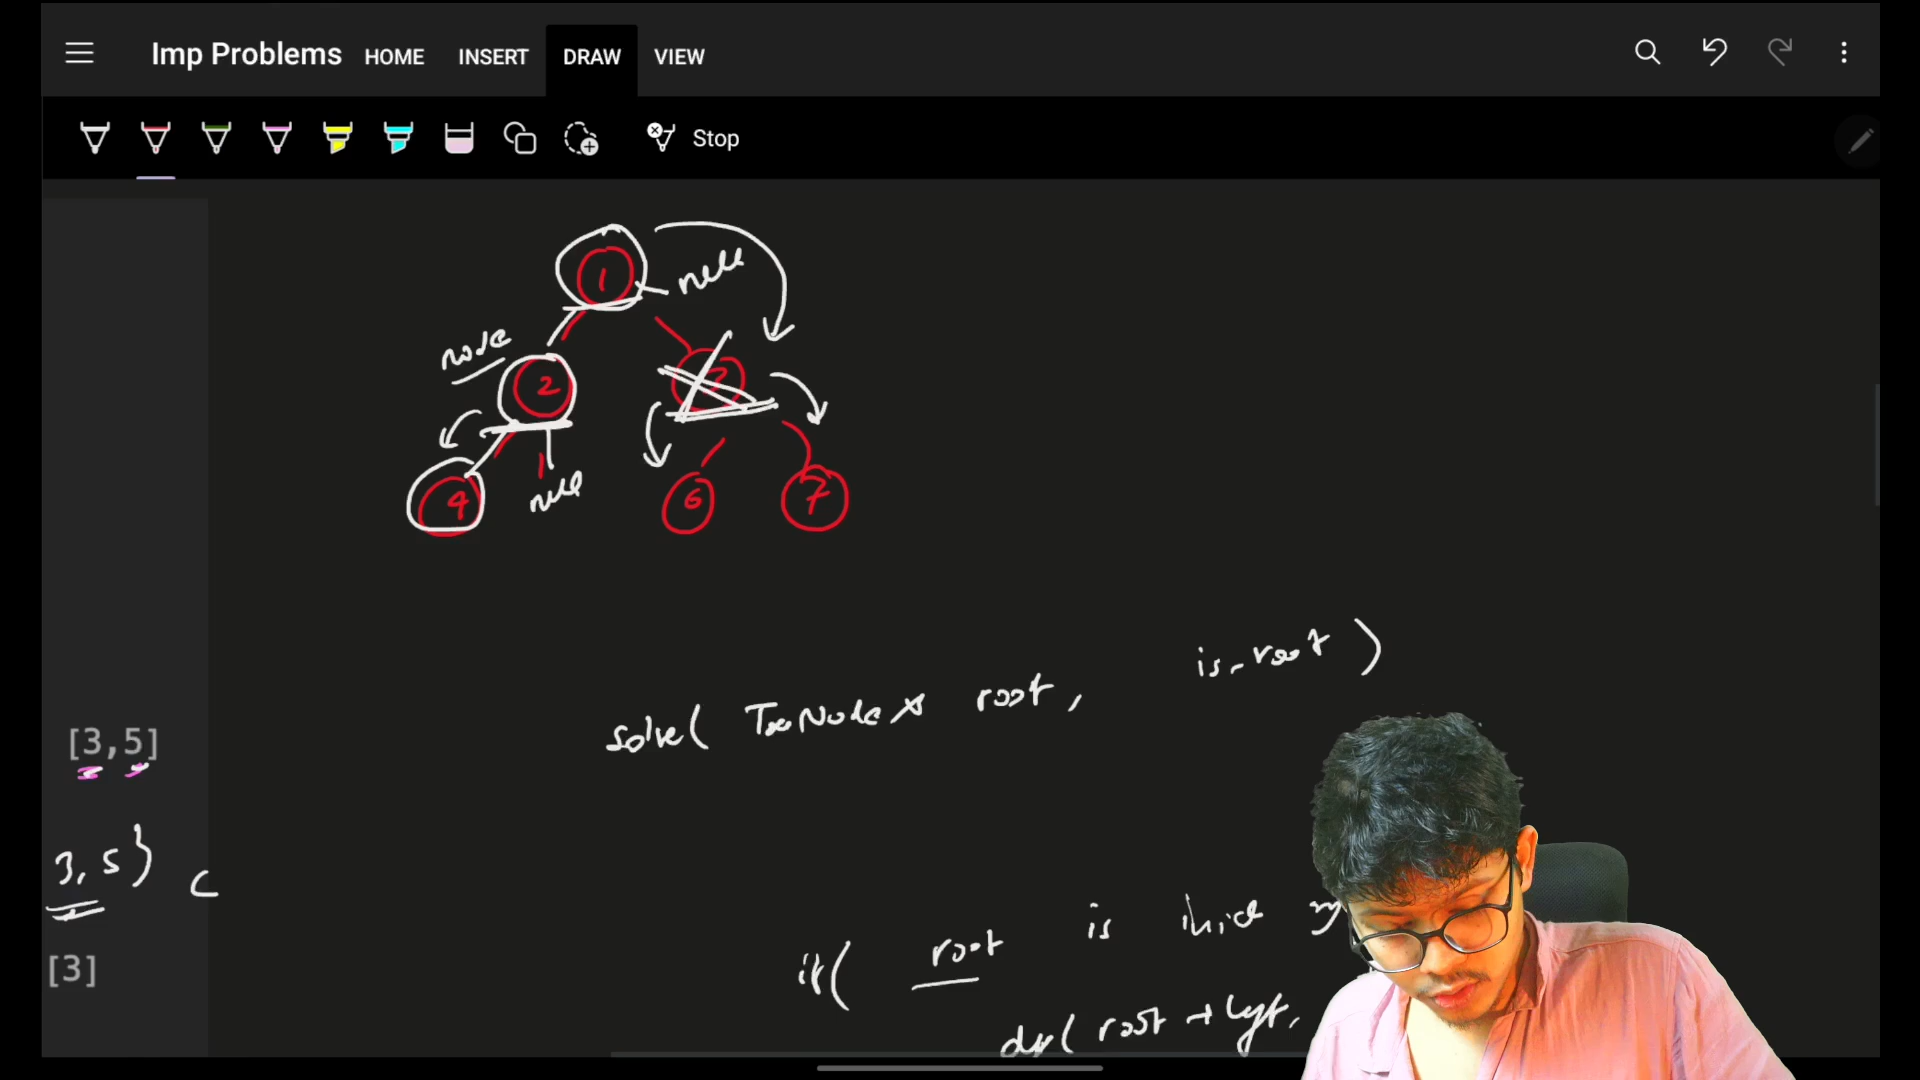 Imp Problems HOME INSERT DRAW VIEW
Stop
1
null
node
2
4
null
6
7
solve( TreeNode* root, is_root )
[3,5]
3, 5}
[3]
if( root is inside
root → left,